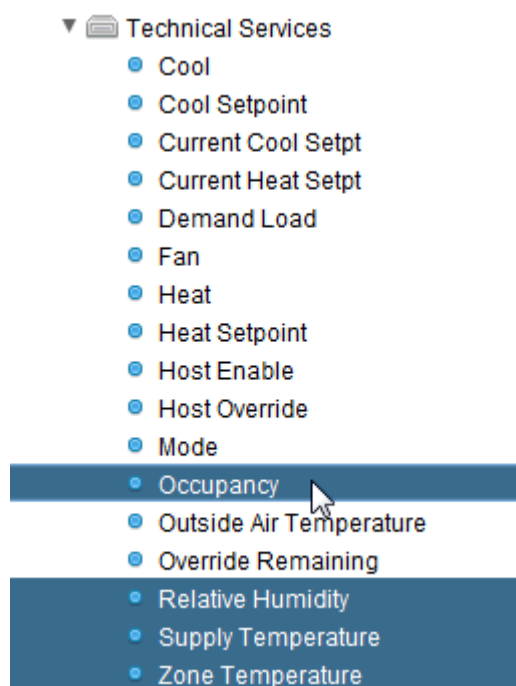 Technical Services
Cool
Cool Setpoint
Current Cool Setpt
Current Heat Setpt
Demand Load
Fan
Heat
Heat Setpoint
Host Enable
Host Override
Mode
Occupancy
Outside Air Temperature
Override Remaining
Relative Humidity
Supply Temperature
Zone Temperature